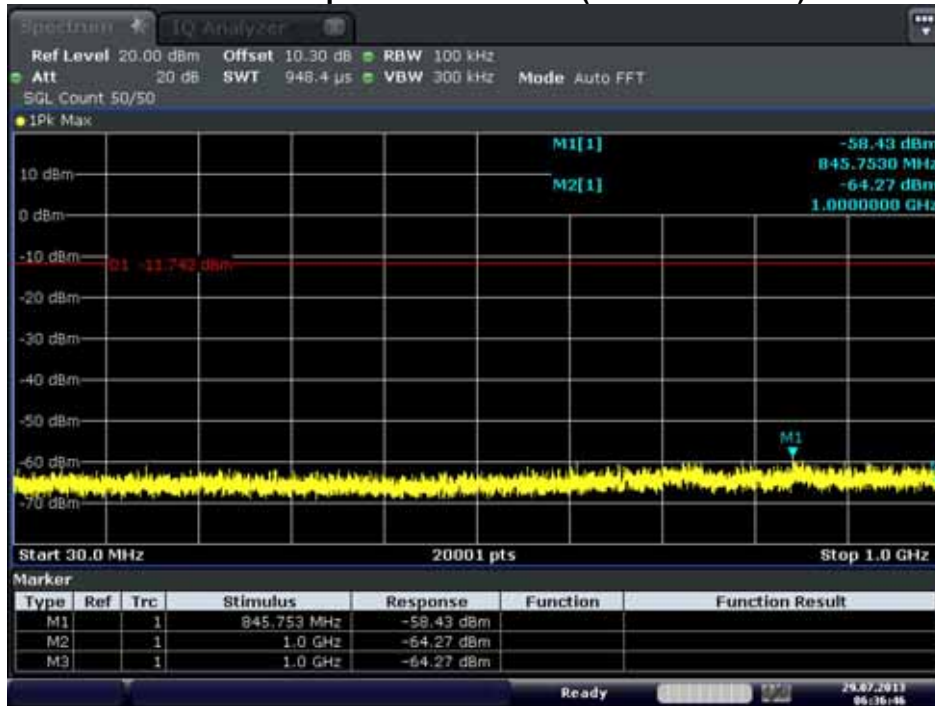 Spectrum IQ Analyzer
Ref Level 20.00 dBm Offset 10.30 dB RBW 100 kHz
Att 20 dB SWT 948.4 µs VBW 300 kHz Mode Auto FFT
SGL Count 50/50
1Pk Max
M1[1] -58.43 dBm
845.7530 MHz
M2[1] -64.27 dBm
1.0000000 GHz
10 dBm
0 dBm
-10 dBm
D1 -11.742 dBm
-20 dBm
-30 dBm
-40 dBm
-50 dBm
M1
-60 dBm
-70 dBm
Start 30.0 MHz 20001 pts Stop 1.0 GHz
Marker
Type Ref Trc Stimulus Response Function Function Result
M1 1 845.753 MHz -58.43 dBm
M2 1 1.0 GHz -64.27 dBm
M3 1 1.0 GHz -64.27 dBm
Ready 29.07.2013
06:36:46